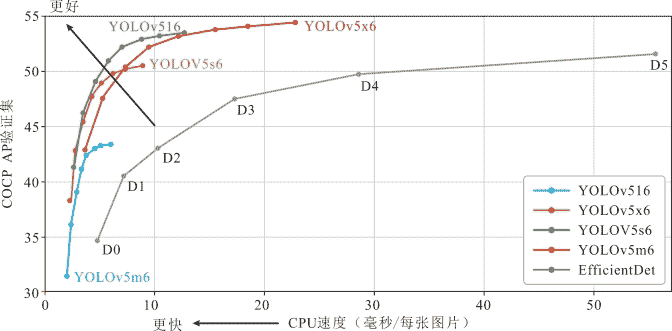 更好
55
50
45
40
35
30
COCP AP验证集
YOLOv516
YOLOv5x6
YOLOV5s6
D5
D4
D3
D2
D1
D0
YOLOv5m6
YOLOv516
YOLOv5x6
YOLOV5s6
YOLOv5m6
EfficientDet
0
10
20
30
40
50
更快
CPU速度（毫秒/每张图片）